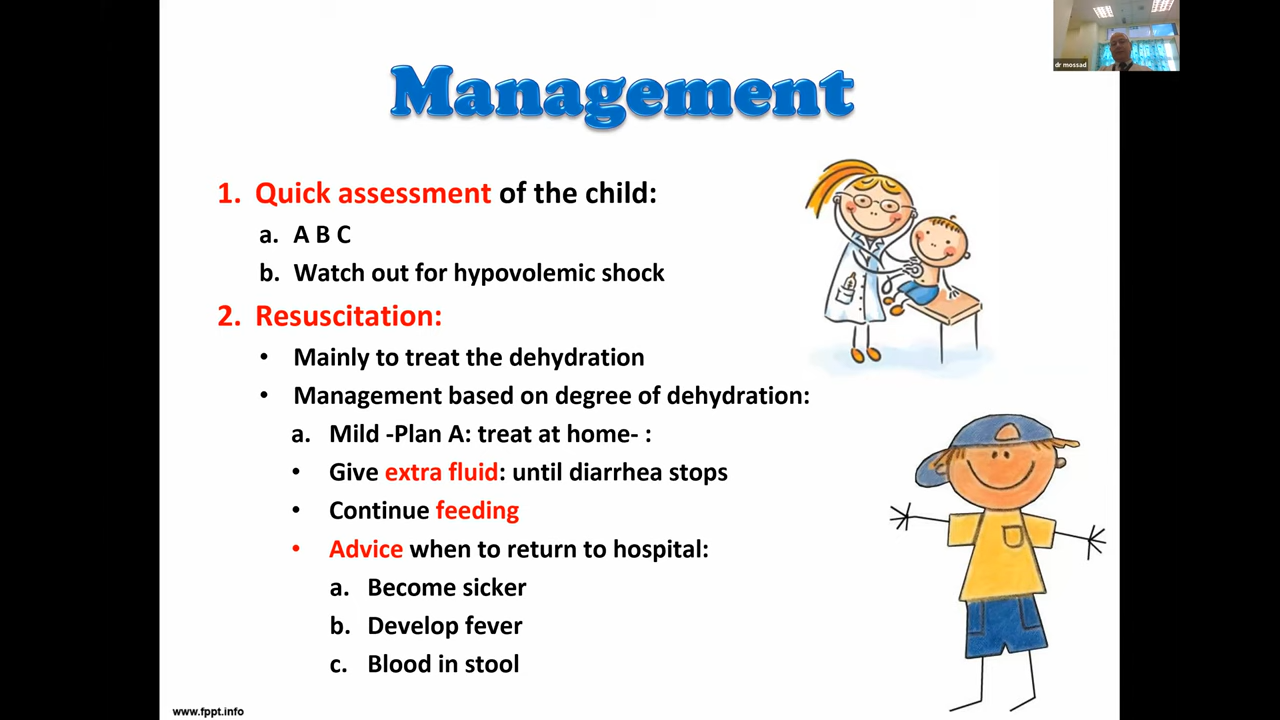 dr mossad
Management
1. Quick assessment of the child:
a. A B C
b. Watch out for hypovolemic shock
2. Resuscitation:
• Mainly to treat the dehydration
• Management based on degree of dehydration:
a. Mild -Plan A: treat at home- :
• Give extra fluid: until diarrhea stops
• Continue feeding
• Advice when to return to hospital:
a. Become sicker
b. Develop fever
c. Blood in stool
www.fppt.info